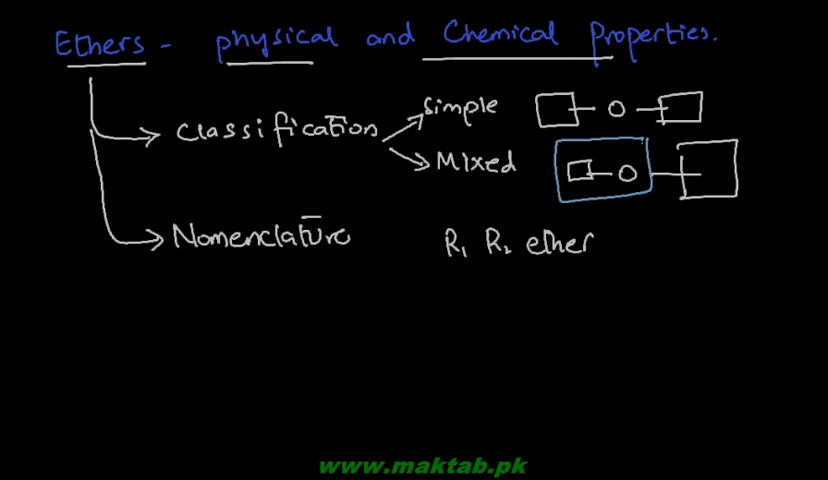 Ethers - physical and Chemical Properties.
Classification
Simple
O
Mixed
O
Nomenclature
R₁ R₂ ether
www.maktab.pk